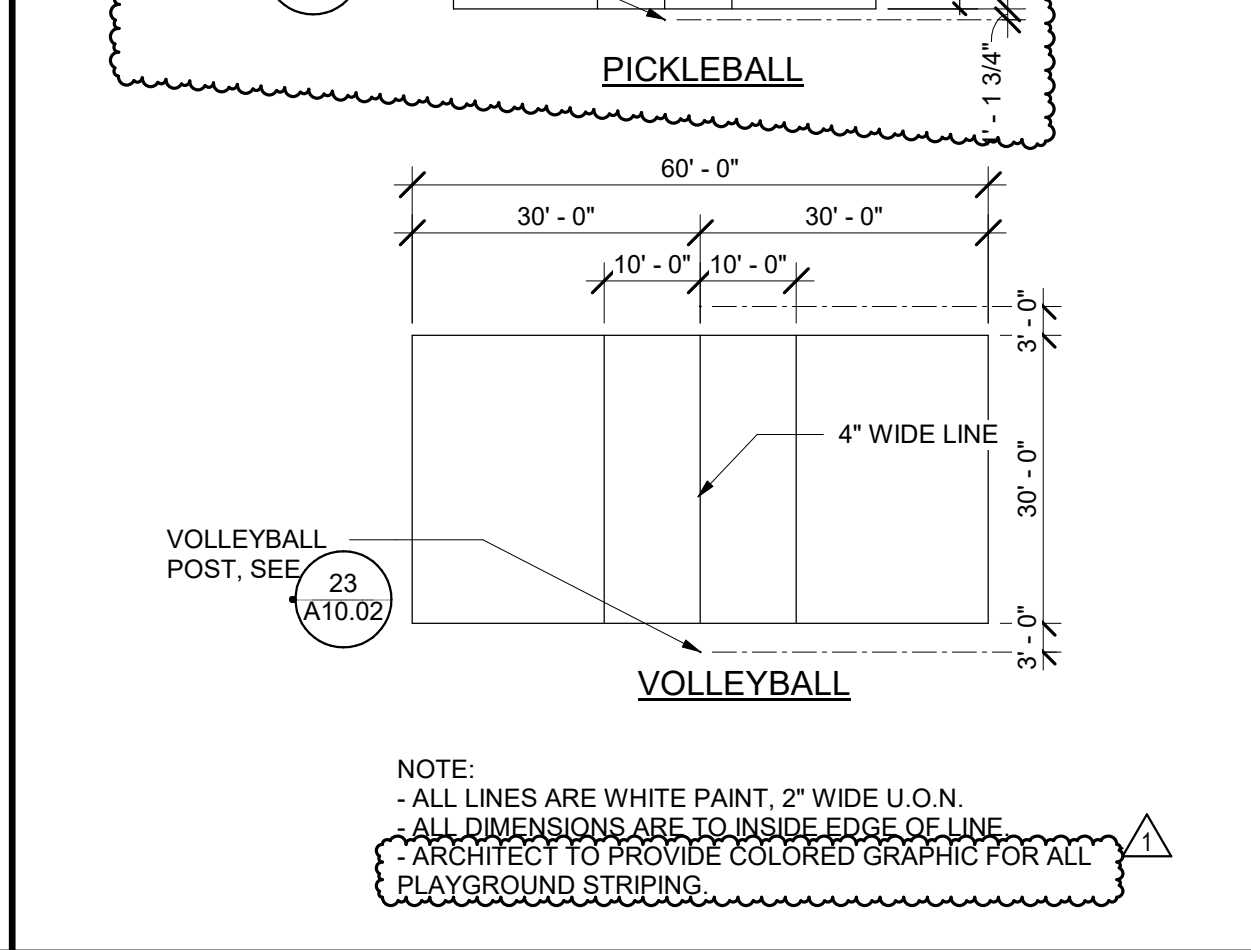 PICKLEBALL
' - 1 3/4"
60' - 0"
30' - 0"
30' - 0"
10' - 0"
10' - 0"
3' - 0"
4" WIDE LINE
30' - 0"
VOLLEYBALL
POST, SEE
23
A10.02
3' - 0"
VOLLEYBALL
NOTE:
- ALL LINES ARE WHITE PAINT, 2" WIDE U.O.N.
- ALL DIMENSIONS ARE TO INSIDE EDGE OF LINE.
- ARCHITECT TO PROVIDE COLORED GRAPHIC FOR ALL
PLAYGROUND STRIPING.
1